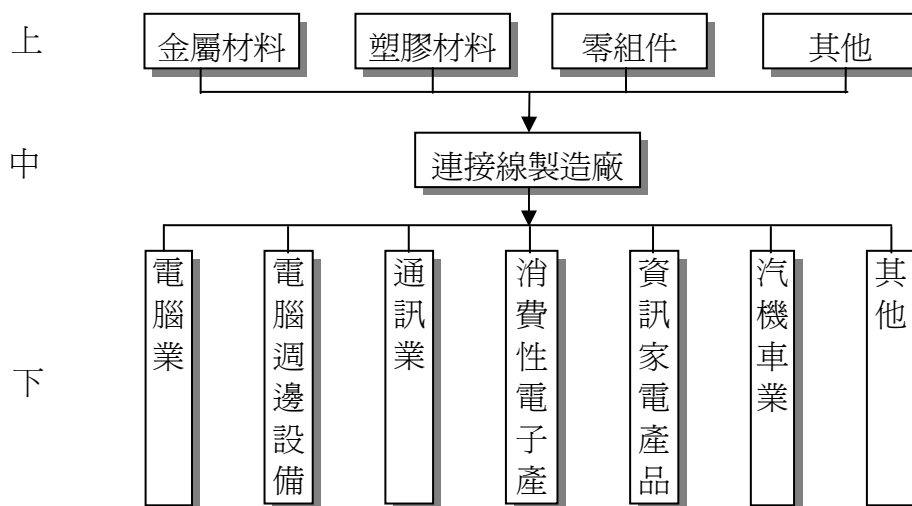 上
金屬材料
塑膠材料
零組件
其他
中
連接線製造廠
下
電腦業
電腦週邊設備
通訊業
消費性電子產
資訊家電產品
汽機車業
其他